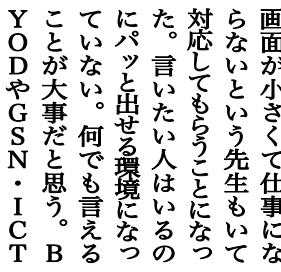 画面が小さくて仕事にな
らないという先生もいて
対応してもらうことになっ
た。言いたい人はいるの
にパッと出せる環境になっ
ていない。何でも言える
ことが大事だと思う。B
YODやGSN・ICT